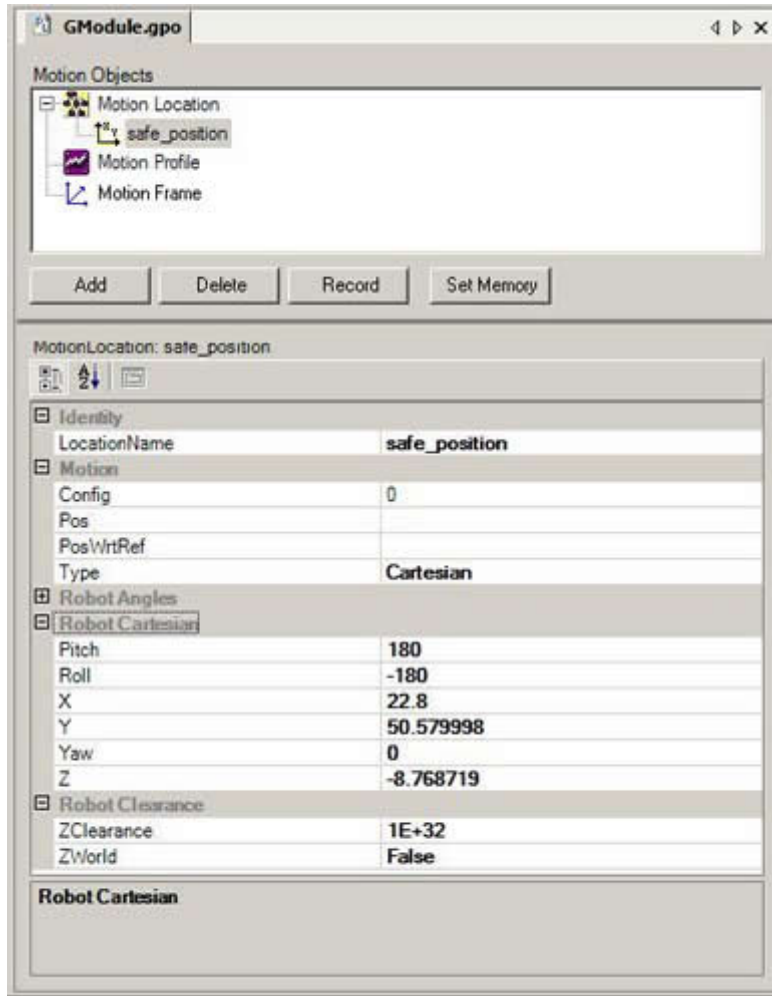 GModule.gpo
Motion Objects
Motion Location
safe_position
Motion Profile
Motion Frame
Add Delete Record Set Memory
MotionLocation: safe_position
Identity
LocationName safe_position
Motion
Config 0
Pos
PosWrtRef
Type Cartesian
Robot Angles
Robot Cartesian
Pitch 180
Roll -180
X 22.8
Y 50.579998
Yaw 0
Z -8.768719
Robot Clearance
ZClearance 1E+32
ZWorld False
Robot Cartesian